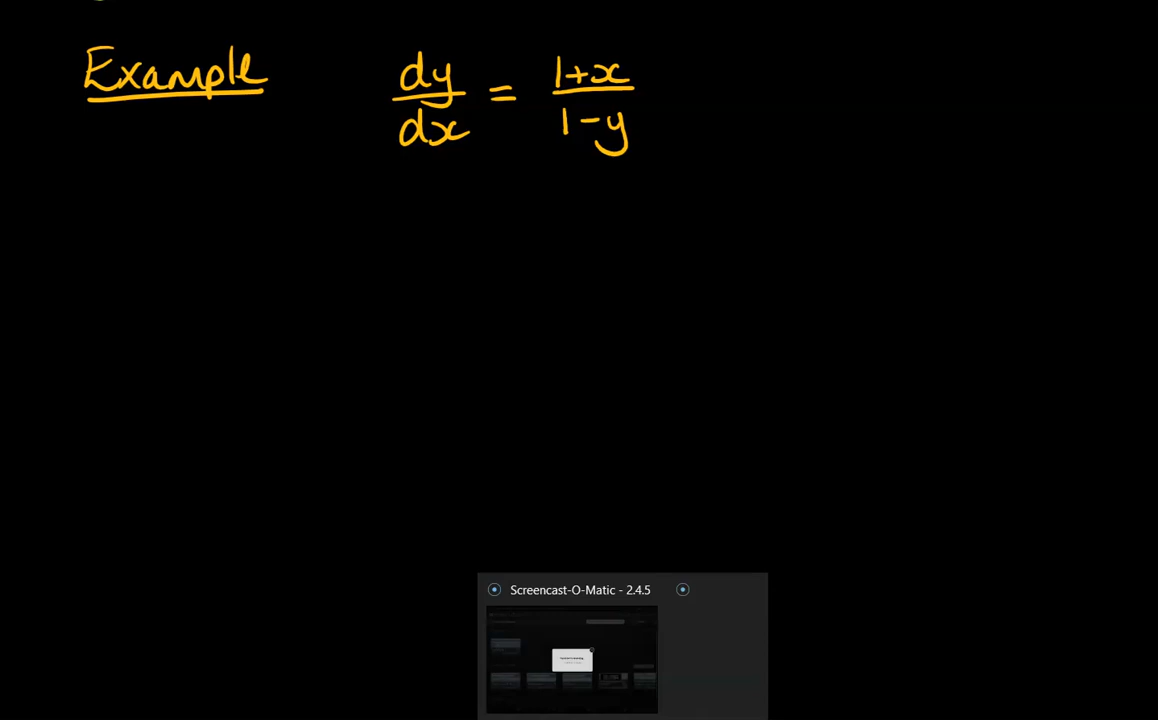 Example dy/dx = 1+x/1-y
Screencast-O-Matic - 2.4.5